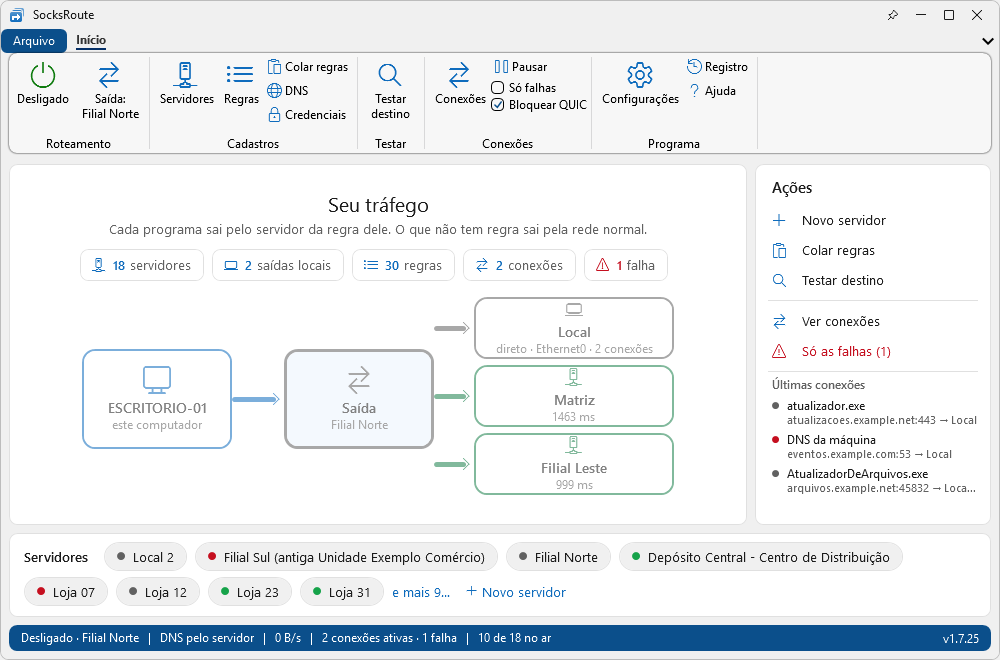 SocksRoute
Arquivo
Início
Desligado
Saída:
Filial Norte
Roteamento
Servidores
Regras
Colar regras
DNS
Credenciais
Cadastros
Testar
destino
Testar
Conexões
Pausar
Só falhas
Bloquear QUIC
Conexões
Configurações
Registro
Ajuda
Programa
Seu tráfego
Cada programa sai pelo servidor da regra dele. O que não tem regra sai pela rede normal.
18 servidores
2 saídas locais
30 regras
2 conexões
1 falha
ESCRITORIO-01
este computador
Saída
Filial Norte
Local
direto · Ethernet0 · 2 conexões
Matriz
1463 ms
Filial Leste
999 ms
Ações
Novo servidor
Colar regras
Testar destino
Ver conexões
Só as falhas (1)
Últimas conexões
atualizador.exe
atualizacoes.example.net:443 → Local
DNS da máquina
eventos.example.com:53 → Local
AtualizadorDeArquivos.exe
arquivos.example.net:45832 → Loca...
Servidores
Local 2
Filial Sul (antiga Unidade Exemplo Comércio)
Filial Norte
Depósito Central - Centro de Distribuição
Loja 07
Loja 12
Loja 23
Loja 31
e mais 9...
+ Novo servidor
Desligado · Filial Norte | DNS pelo servidor | 0 B/s | 2 conexões ativas · 1 falha | 10 de 18 no ar
v1.7.25